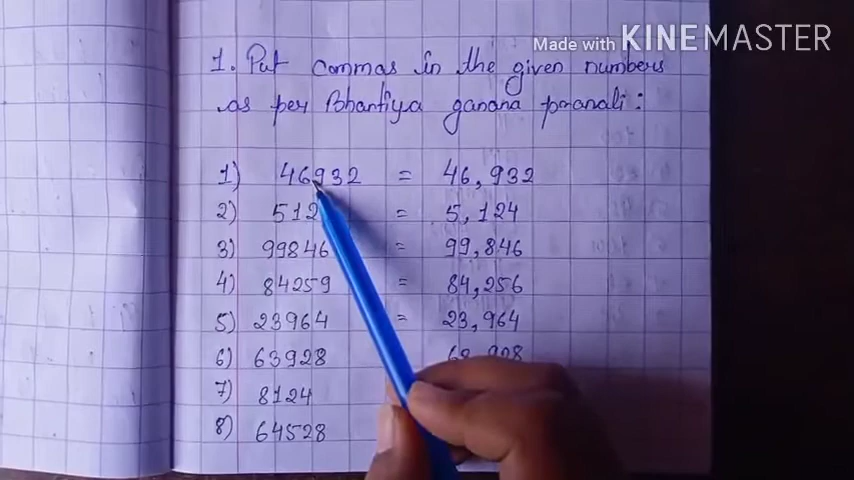 Made with KINEMASTER
1. Put commas in the given numbers
as per Bhartiya ganana pranali :
1) 46932 = 46,932
2) 512 = 5,124
3) 99846 = 99,846
4) 84259 = 84,256
5) 23964 = 23,964
6) 63928
7) 8124
8) 64528